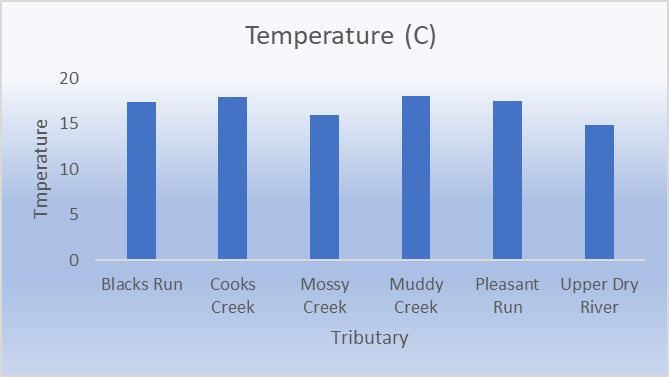 Temperature (C)
Tmperature
20
15
10
5
0
Blacks Run
Cooks
Creek
Mossy
Creek
Muddy
Creek
Pleasant
Run
Upper Dry
River
Tributary